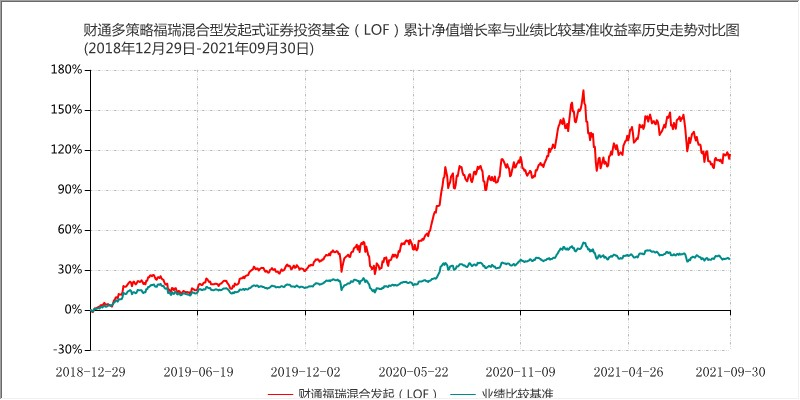 财通多策略福瑞混合型发起式证券投资基金（LOF）累计净值增长率与业绩比较基准收益率历史走势对比图
(2018年12月29日-2021年09月30日)
180%
150%
120%
90%
60%
30%
0%
-30%
2018-12-29 2019-06-19 2019-12-02 2020-05-22 2020-11-09 2021-04-26 2021-09-30
财通福瑞混合发起（LOF） 业绩比较基准